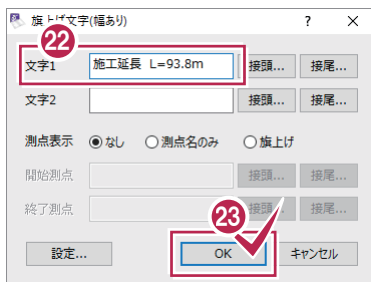 旗上げ文字(幅あり) ? ×
22
文字1 施工延長 L=93.8m 接頭... 接尾...
文字2 接頭... 接尾...
測点表示 なし 測点名のみ 旗上げ
開始測点 接頭... 接尾...
終了測点 接頭... 接尾...
23
設定... OK キャンセル